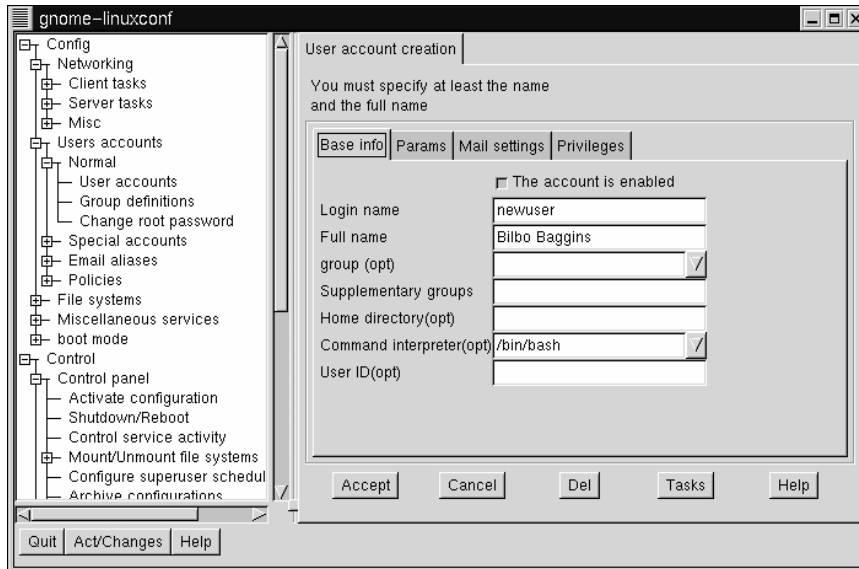 gnome-linuxconf
Config
Networking
Client tasks
Server tasks
Misc
Users accounts
Normal
User accounts
Group definitions
Change root password
Special accounts
Email aliases
Policies
File systems
Miscellaneous services
boot mode
Control
Control panel
Activate configuration
Shutdown/Reboot
Control service activity
Mount/Unmount file systems
Configure superuser schedul
Archive configurations
User account creation
You must specify at least the name
and the full name
Base info Params Mail settings Privileges
The account is enabled
Login name newuser
Full name Bilbo Baggins
group (opt)
Supplementary groups
Home directory(opt)
Command interpreter(opt) /bin/bash
User ID(opt)
Accept Cancel Del Tasks Help
Quit Act/Changes Help